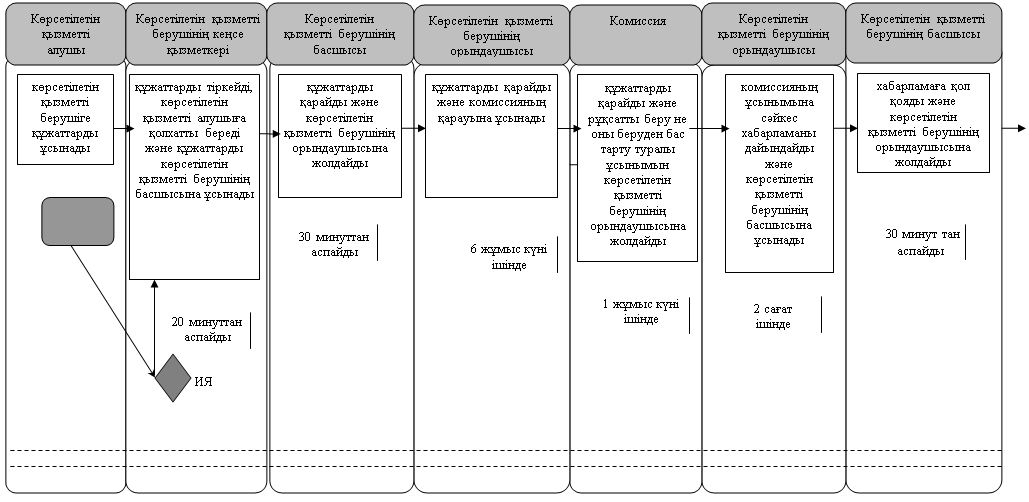 Көрсетілетін
қызметті
алушы
Көрсетілетін қызметті
берушінің кеңсе
қызметкері
Көрсетілетін
қызметті берушінің
басшысы
Көрсетілетін қызметті
берушінің
орындаушысы
Комиссия
Көрсетілетін
қызметті берушінің
орындаушысы
Көрсетілетін қызметті
берушінің басшысы
көрсетілетін
қызметті
берушіге
құжаттарды
ұсынады
құжаттарды тіркейді,
көрсетілетін
қызметті алушыға
қолхатты береді
және құжаттарды
көрсетілетін
қызметті берушінің
басшысына ұсынады
құжаттарды
қарайды және
көрсетілетін
қызметті берушінің
орындаушысына
жолдайды
құжаттарды қарайды
және комиссияның
қарауына ұсынады
құжаттарды
қарайды және
рұқсатты беру не
оны беруден бас
тарту туралы
ұсынымын
көрсетілетін
қызметті
берушінің
орындаушысына
жолдайды
комиссияның
ұсынымына
сәйкес
хабарламаны
дайындайды
және
көрсетілетін
қызметті
берушінің
басшысына
ұсынады
хабарламаға қол
қояды және
көрсетілетін
қызметті берушінің
орындаушысына
жолдайды
20 минуттан
аспайды
30 минуттан
аспайды
6 жұмыс күні
ішінде
1 жұмыс күні
ішінде
2 сағат
ішінде
30 минут тан
аспайды
ИЯ